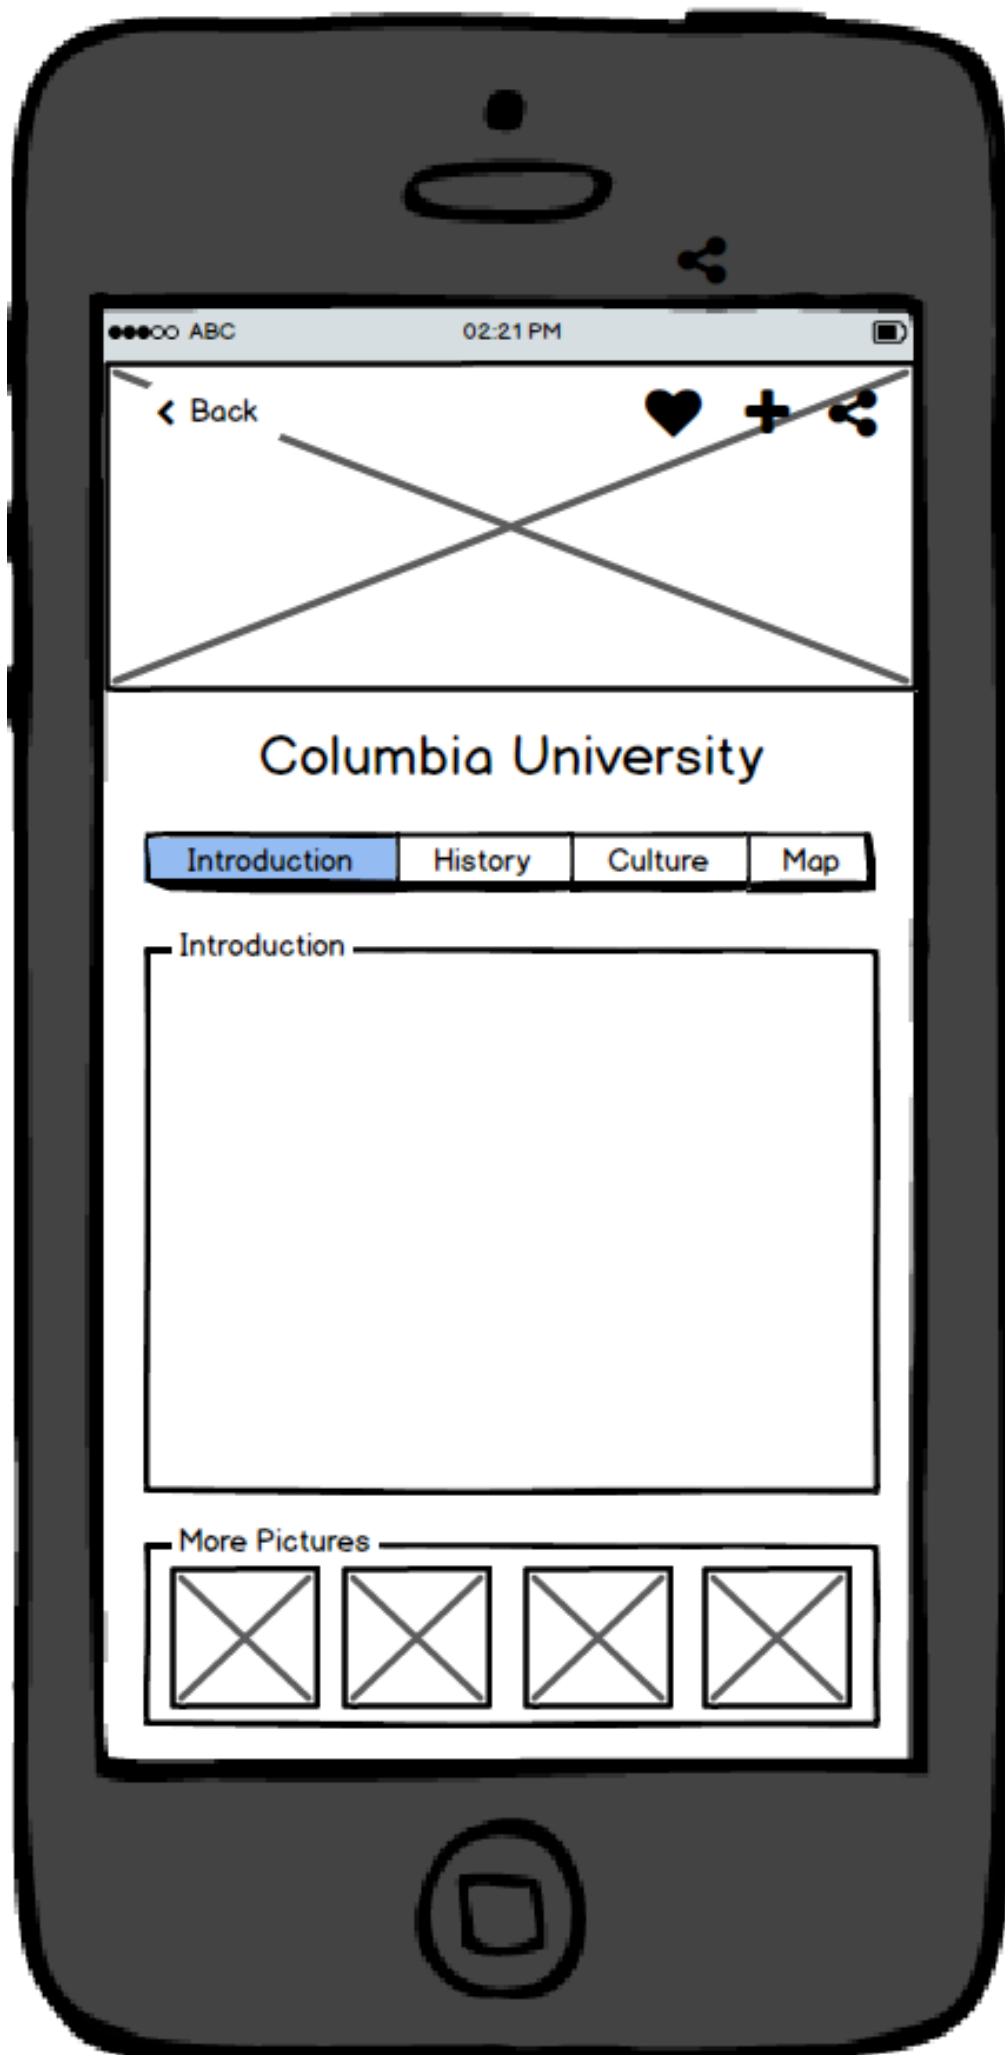 ABC 02:21 PM
Back
Columbia University
Introduction History Culture Map
Introduction
More Pictures